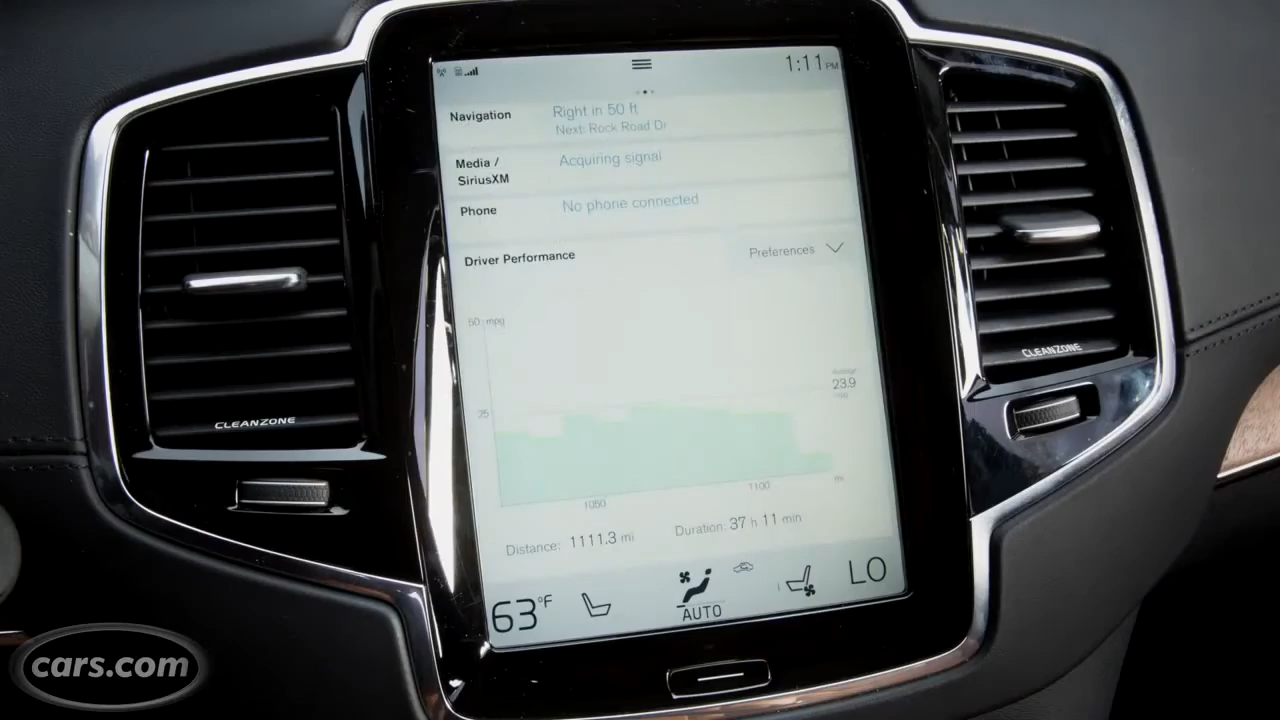 1:11 PM
Navigation Right in 50 ft
Next: Rock Road Dr
Media / Acquiring signal
SiriusXM
Phone No phone connected
Driver Performance Preferences
50 mpg
Average
23.9
25
CLEANZONE
CLEANZONE
1050 1100 mi
Distance: 1111.3 mi Duration: 37 h 11 min
63°F AUTO LO
cars.com